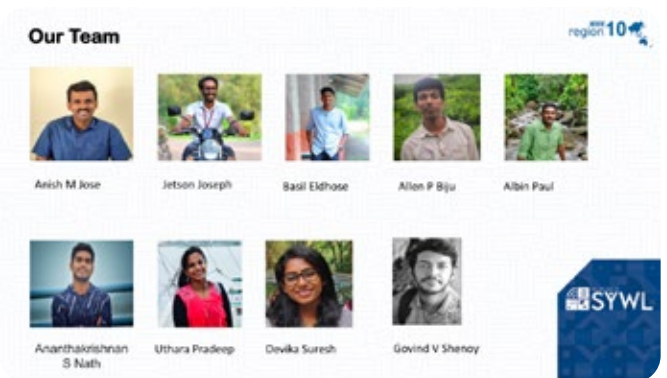 Our Team
IEEE
region 10
Anish M Jose
Jetson Joseph
Basil Eldhose
Allen P Biju
Albin Paul
Ananthakrishnan
S Nath
Uthara Pradeep
Devika Suresh
Govind V Shenoy
SYWL